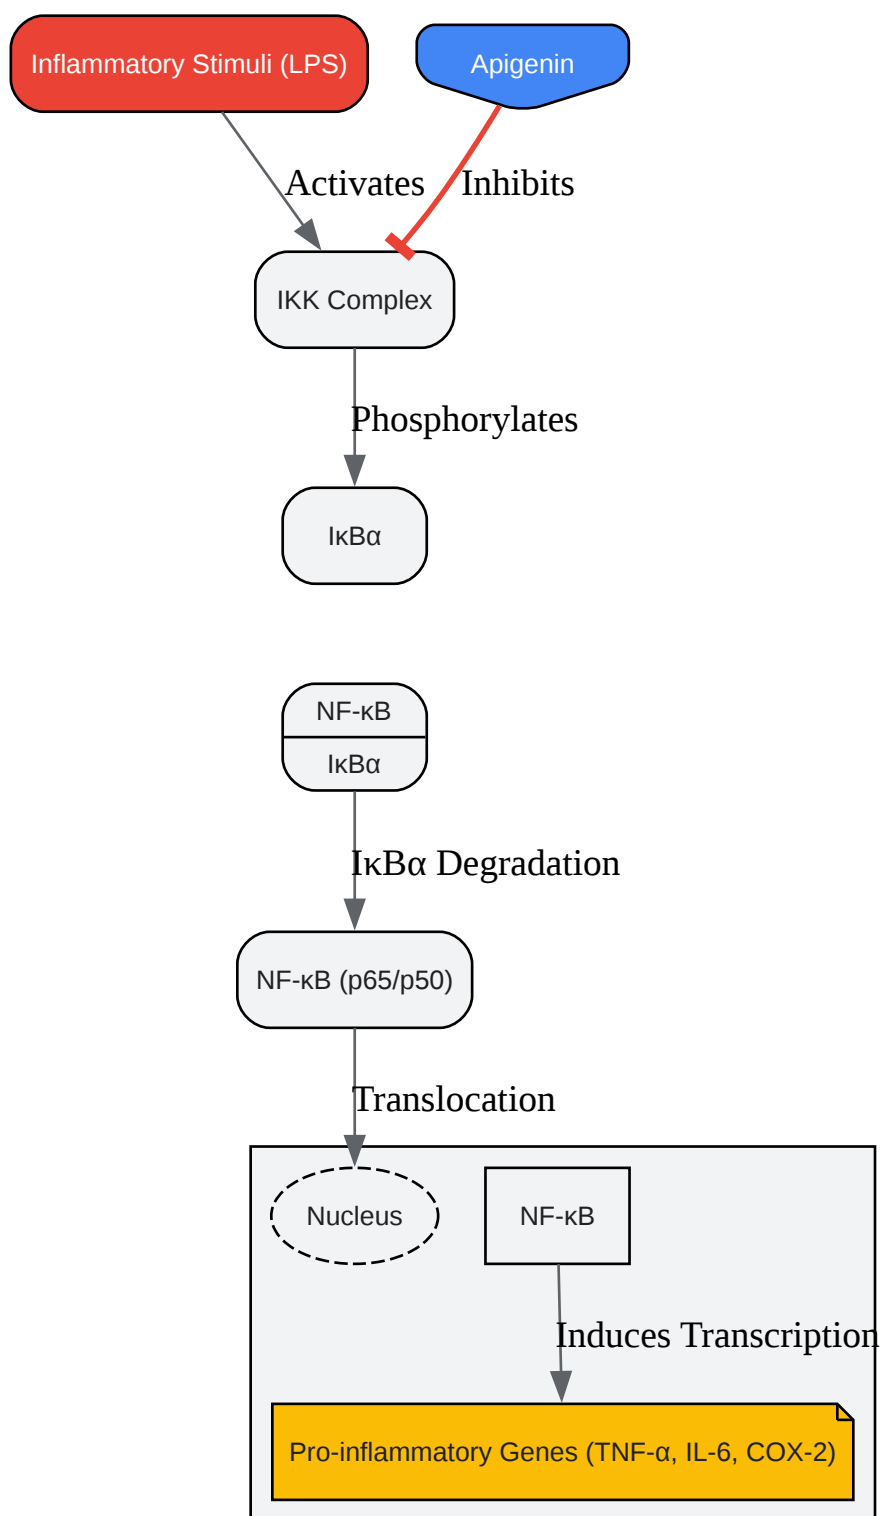 Inflammatory Stimuli (LPS)
Apigenin
Activates
Inhibits
IKK Complex
Phosphorylates
IκBα
NF-κB
IκBα
IκBα Degradation
NF-κB (p65/p50)
Translocation
Nucleus
NF-κB
Induces Transcription
Pro-inflammatory Genes (TNF-α, IL-6, COX-2)